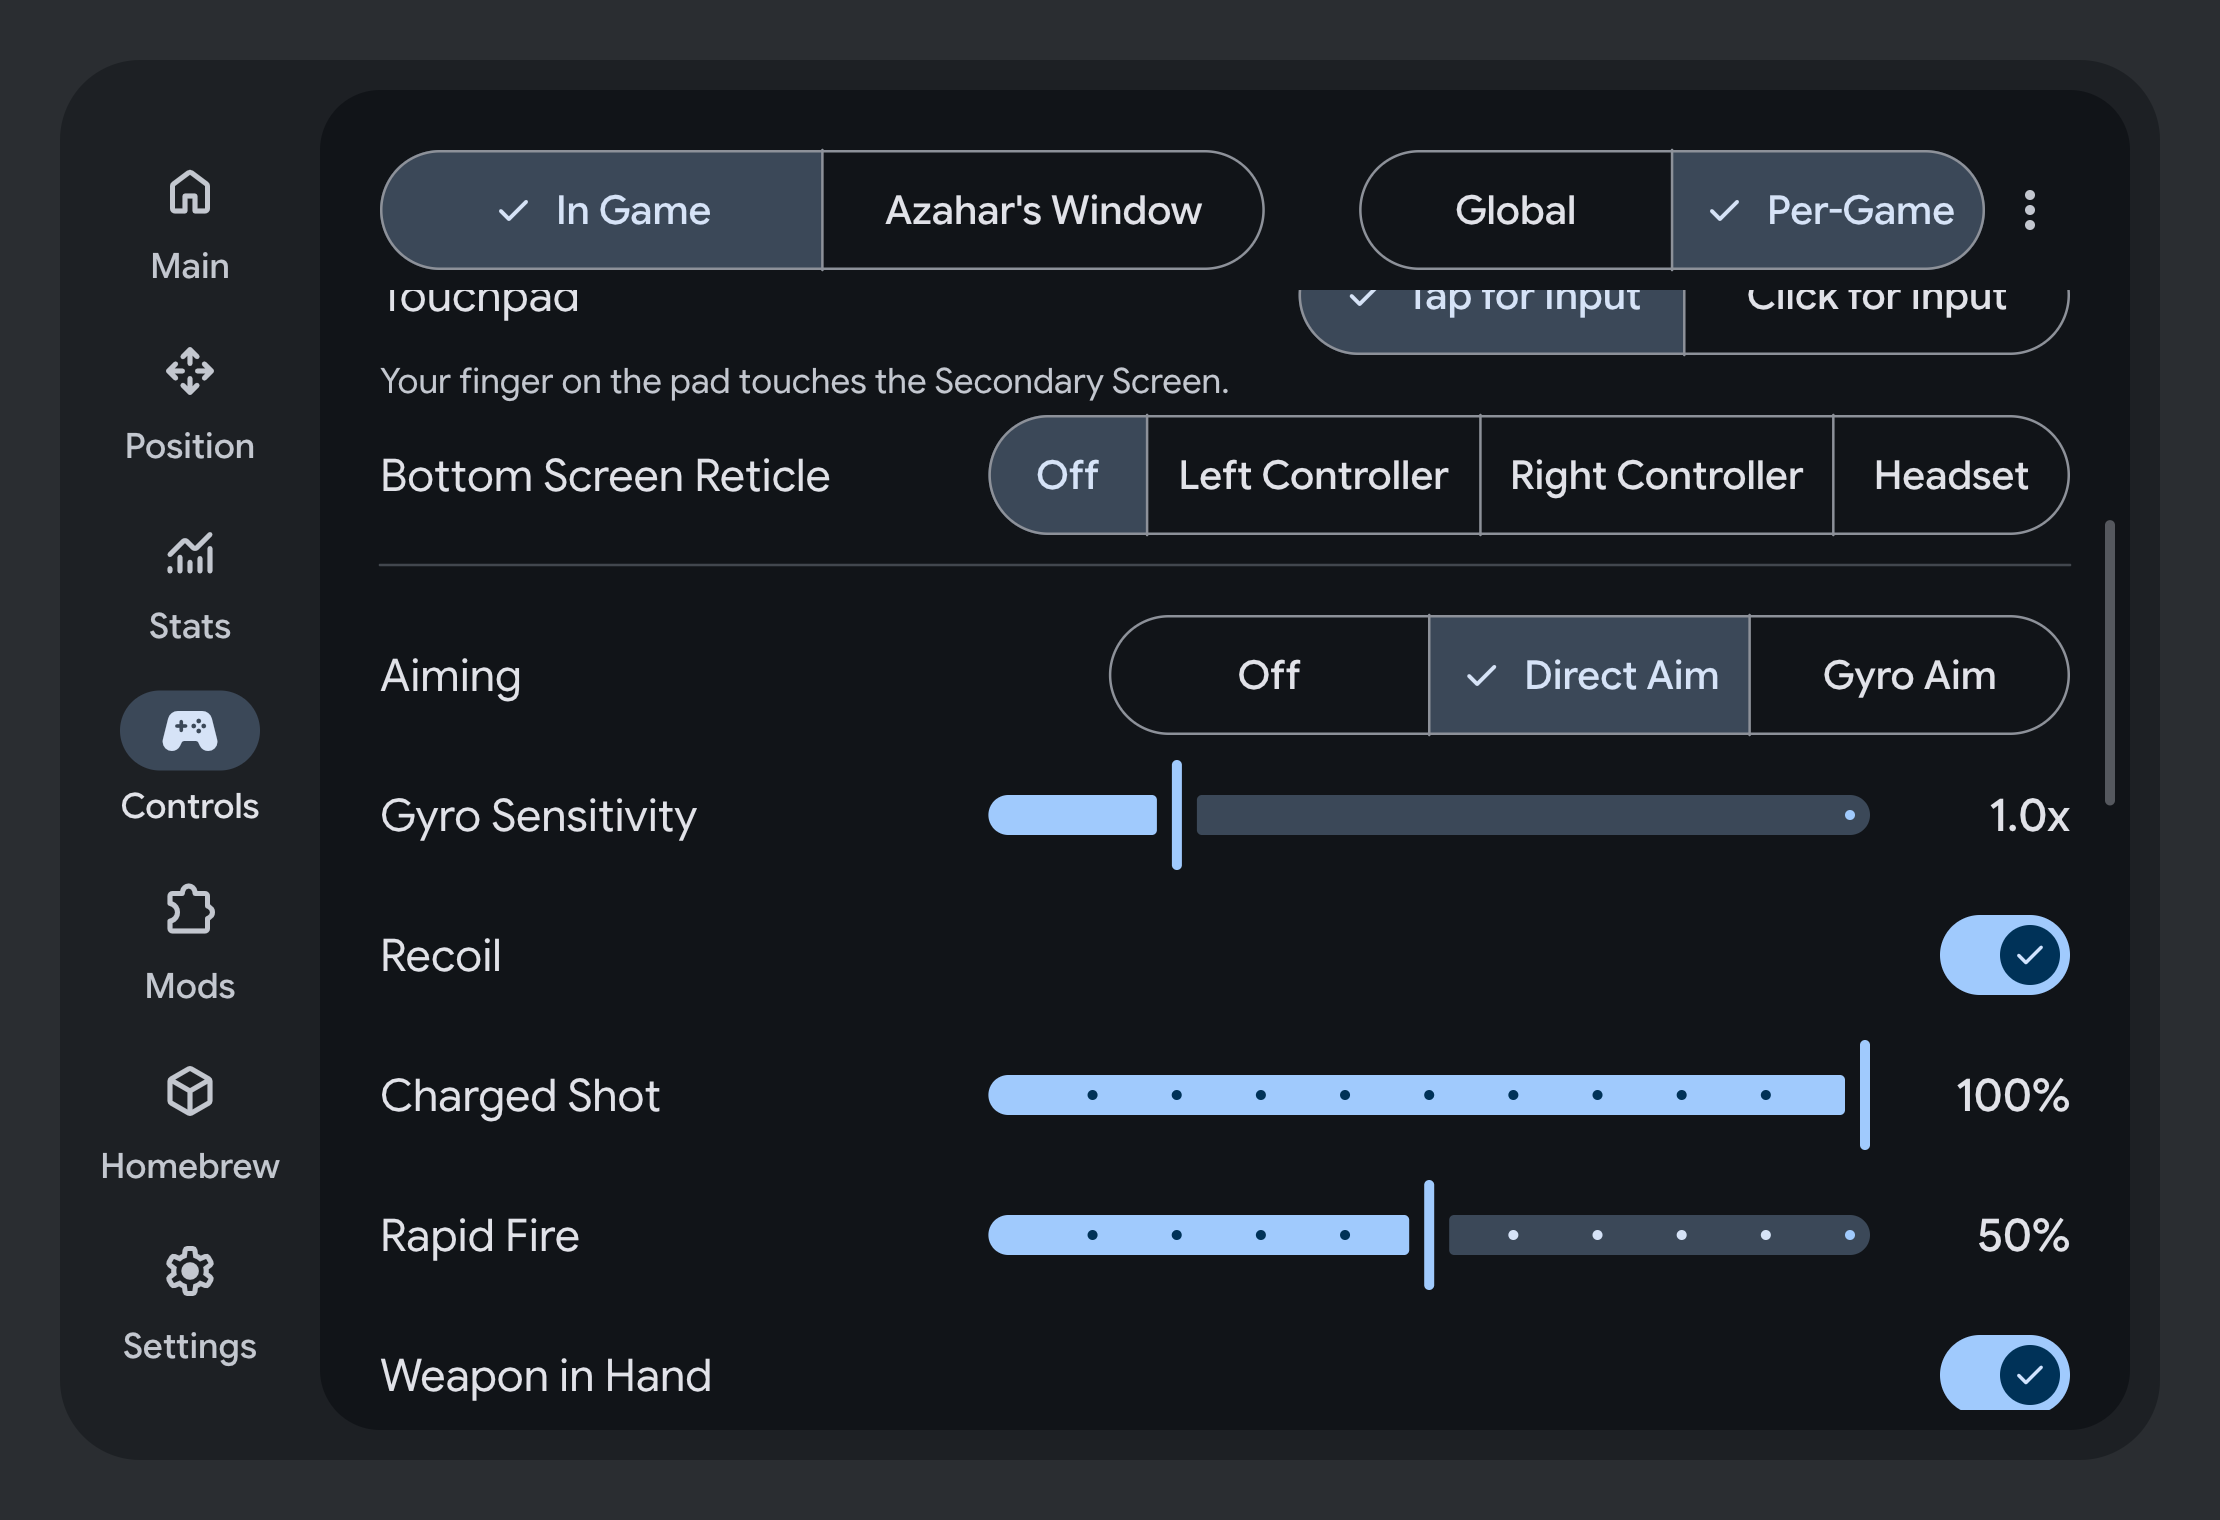 In Game
Azahar's Window
Global
Per-Game
Touchpad
Tap for Input
Click for Input
Your finger on the pad touches the Secondary Screen.
Bottom Screen Reticle
Off
Left Controller
Right Controller
Headset
Aiming
Off
Direct Aim
Gyro Aim
Gyro Sensitivity
1.0x
Recoil
Charged Shot
100%
Rapid Fire
50%
Weapon in Hand
Main
Position
Stats
Controls
Mods
Homebrew
Settings